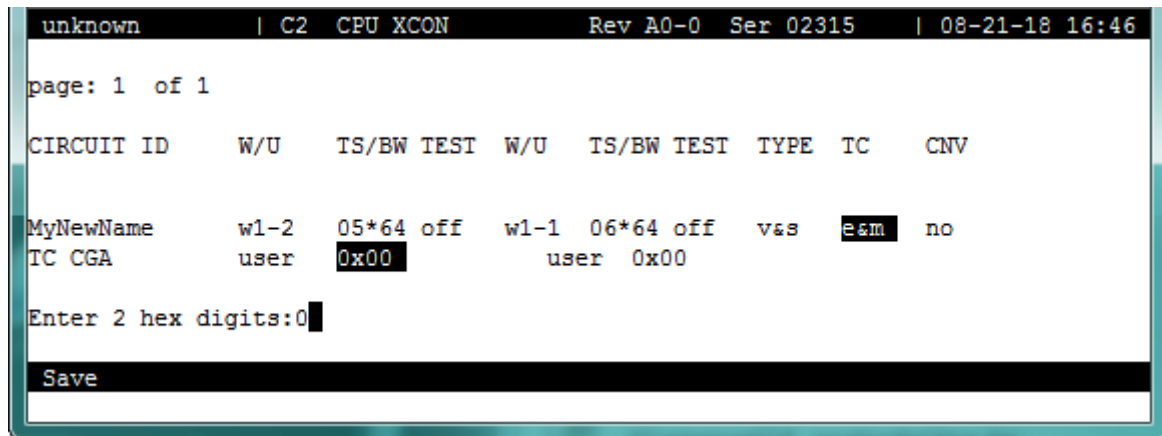 unknown | C2 CPU XCON Rev A0-0 Ser 02315 | 08-21-18 16:46
page: 1 of 1
CIRCUIT ID W/U TS/BW TEST W/U TS/BW TEST TYPE TC CNV
MyNewName w1-2 05*64 off w1-1 06*64 off v&s e&m no
TC CGA user 0x00 user 0x00
Enter 2 hex digits:0
Save